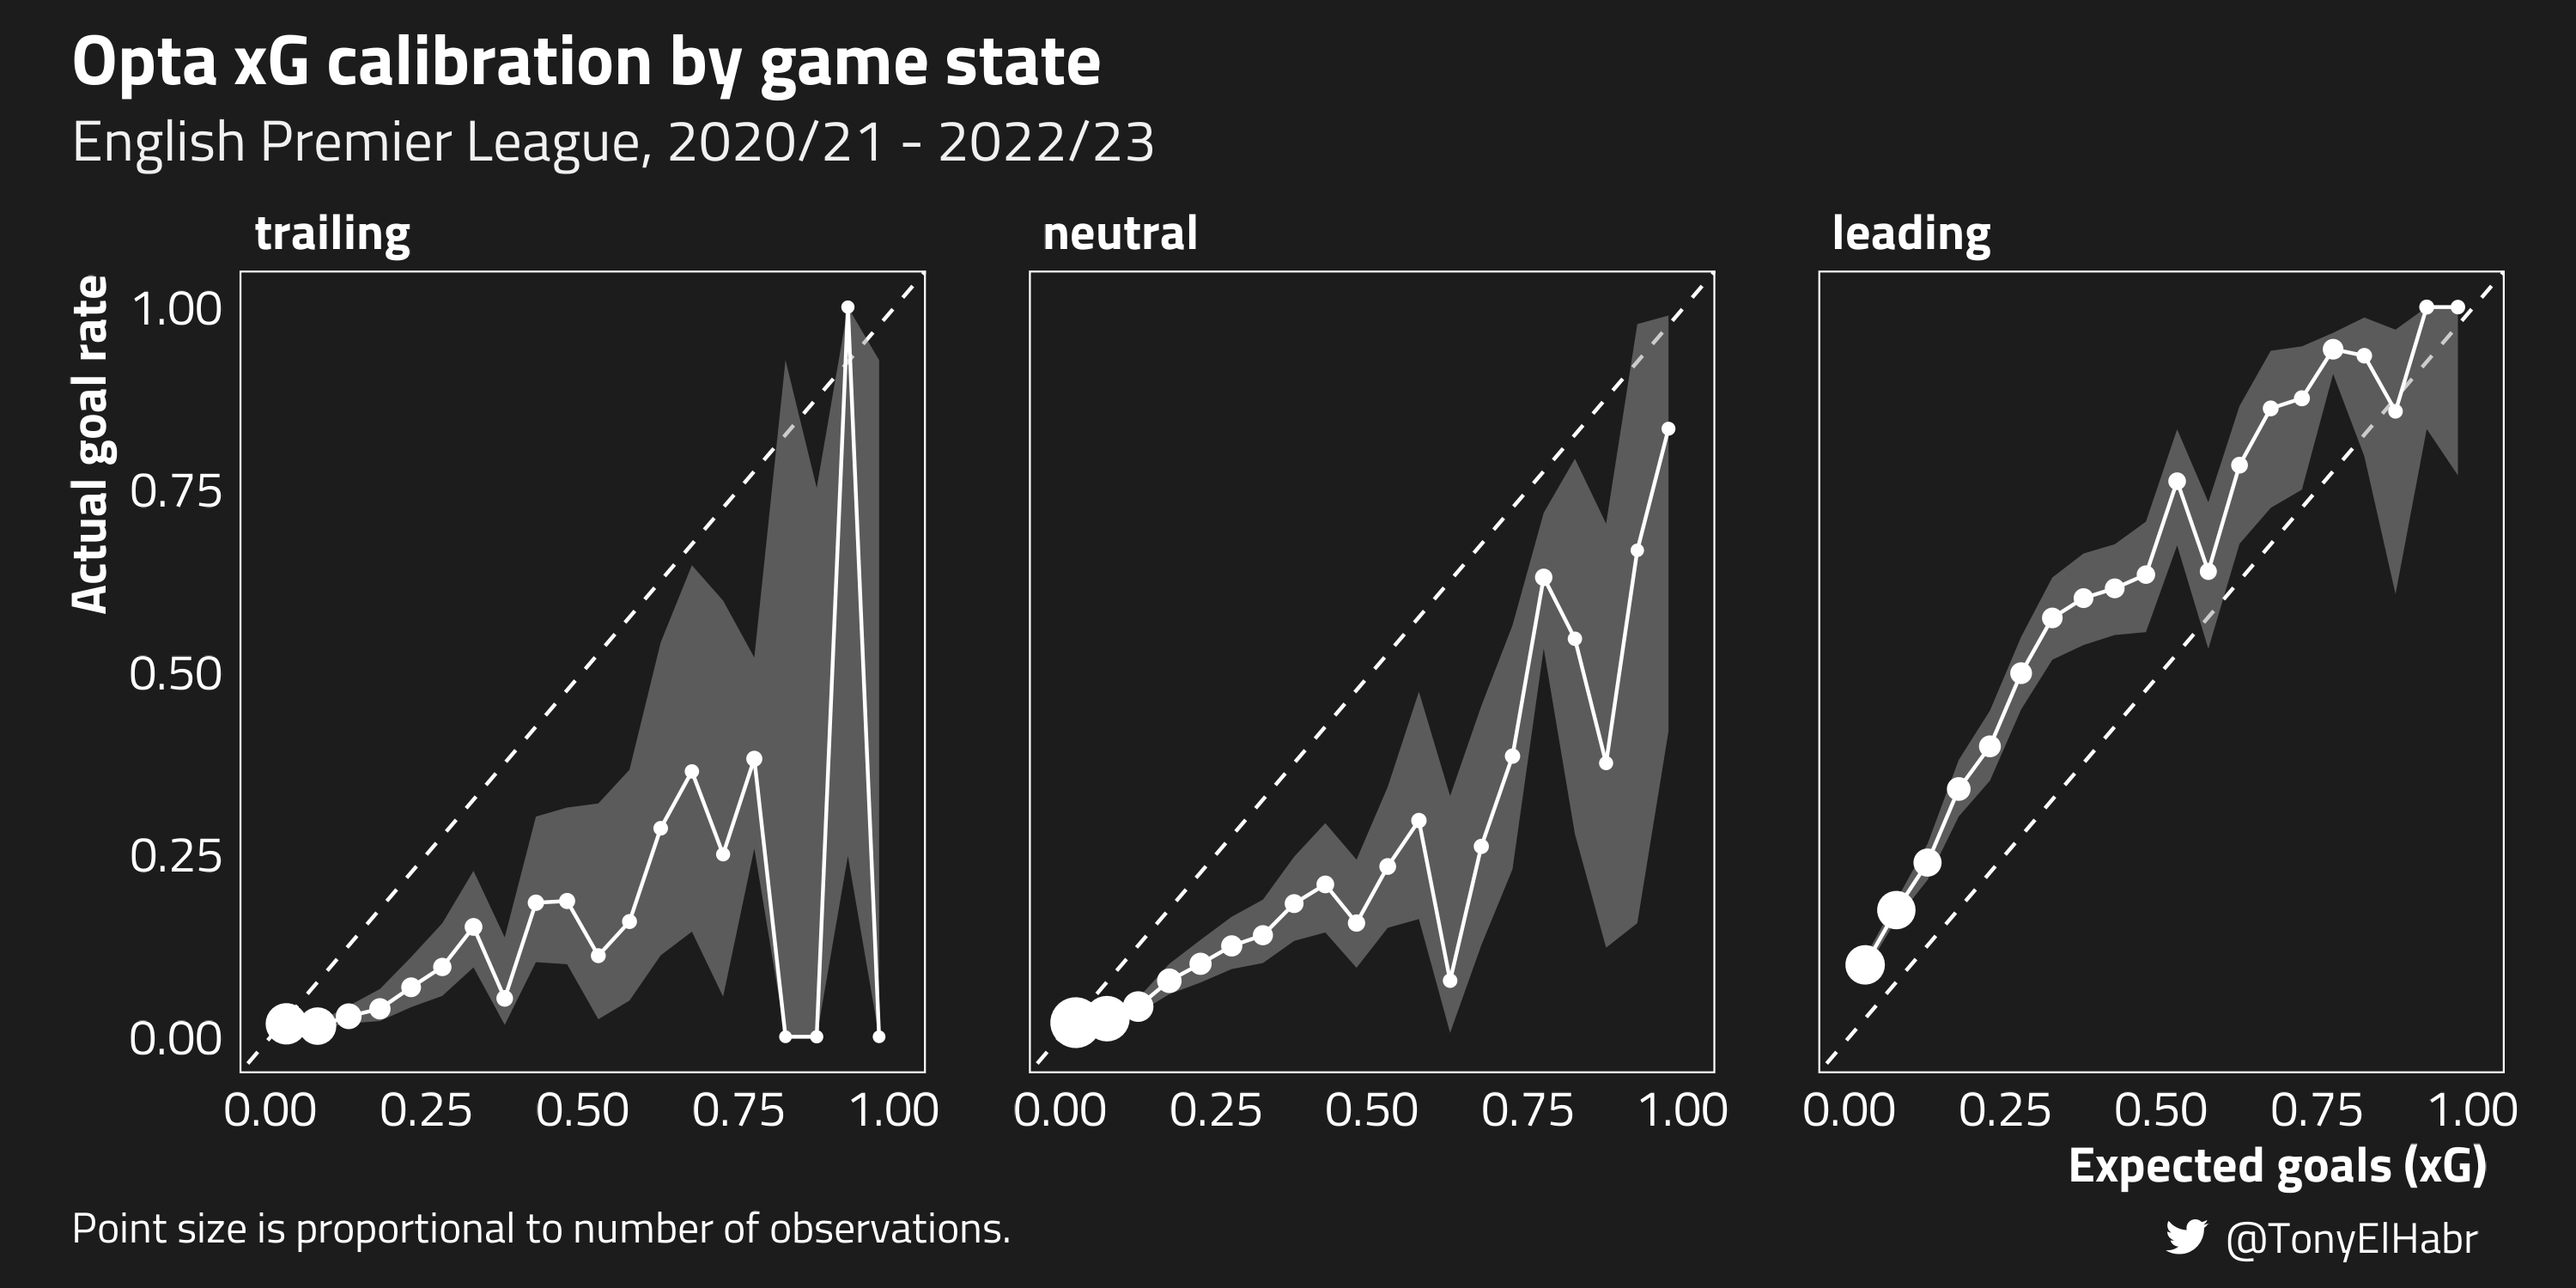 Opta xG calibration by game state
English Premier League, 2020/21 - 2022/23
trailing
neutral
leading
Actual goal rate
1.00
0.75
0.50
0.25
0.00
0.00 0.25 0.50 0.75 1.00
0.00 0.25 0.50 0.75 1.00
0.00 0.25 0.50 0.75 1.00
Expected goals (xG)
Point size is proportional to number of observations.
@TonyElHabr